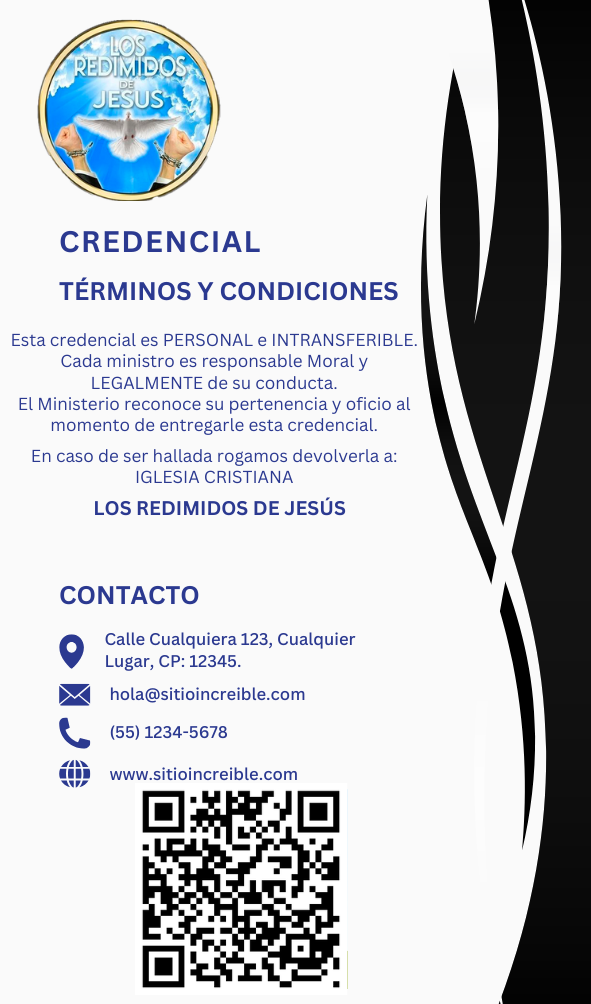 LOS
REDIMIDOS
DE
JESUS
CREDENCIAL
TÉRMINOS Y CONDICIONES
Esta credencial es PERSONAL e INTRANSFERIBLE.
Cada ministro es responsable Moral y
LEGALMENTE de su conducta.
El Ministerio reconoce su pertenencia y oficio al
momento de entregarle esta credencial.
En caso de ser hallada rogamos devolverla a:
IGLESIA CRISTIANA
LOS REDIMIDOS DE JESÚS
CONTACTO
Calle Cualquiera 123, Cualquier
Lugar, CP: 12345.
hola@sitioincreible.com
(55) 1234-5678
www.sitioincreible.com